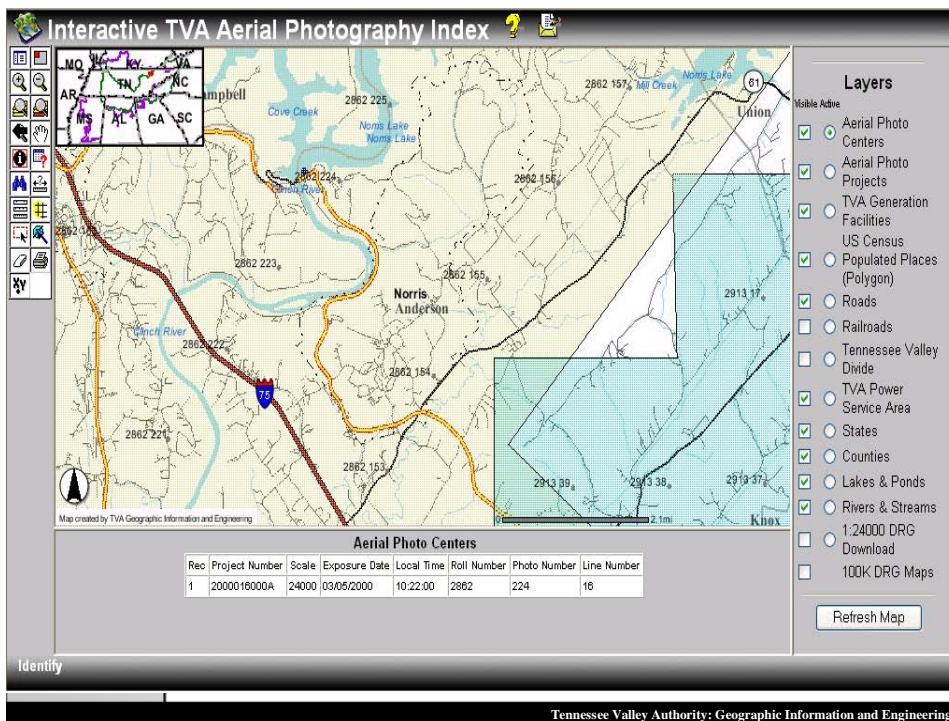 Interactive TVA Aerial Photography Index
MO
IL
KY
VA
TN
NC
AR
MS
AL
GA
SC
Campbell
Cove Creek
2862 225
Norris Lake
Norris Lake
2862 224
Clinch River
2862 157
Mill Creek
Norris Lake
61
Union
2862 156
2862 223
2862 155
Norris
Anderson
2913 17
Clinch River
2862 222
2862 154
75
2862 221
2862 153
2913 39
2913 38
2913 37
0
2.1mi
Knox
Map created by TVA Geographic Information and Engineering
Layers
Visible Active
Aerial Photo
Centers
Aerial Photo
Projects
TVA Generation
Facilities
US Census
Populated Places
(Polygon)
Roads
Railroads
Tennessee Valley
Divide
TVA Power
Service Area
States
Counties
Lakes & Ponds
Rivers & Streams
1:24000 DRG
Download
100K DRG Maps
Refresh Map
Aerial Photo Centers
Rec Project Number Scale Exposure Date Local Time Roll Number Photo Number Line Number
1 2000016000A 24000 03/05/2000 10:22:00 2862 224 16
Identify
Tennessee Valley Authority: Geographic Information and Engineering